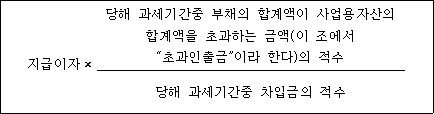 당해 과세기간중 부채의 합계액이 사업용자산의
합계액을 초과하는 금액(이 조에서
"초과인출금"이라 한다)의 적수
지급이자 ×
당해 과세기간중 차입금의 적수